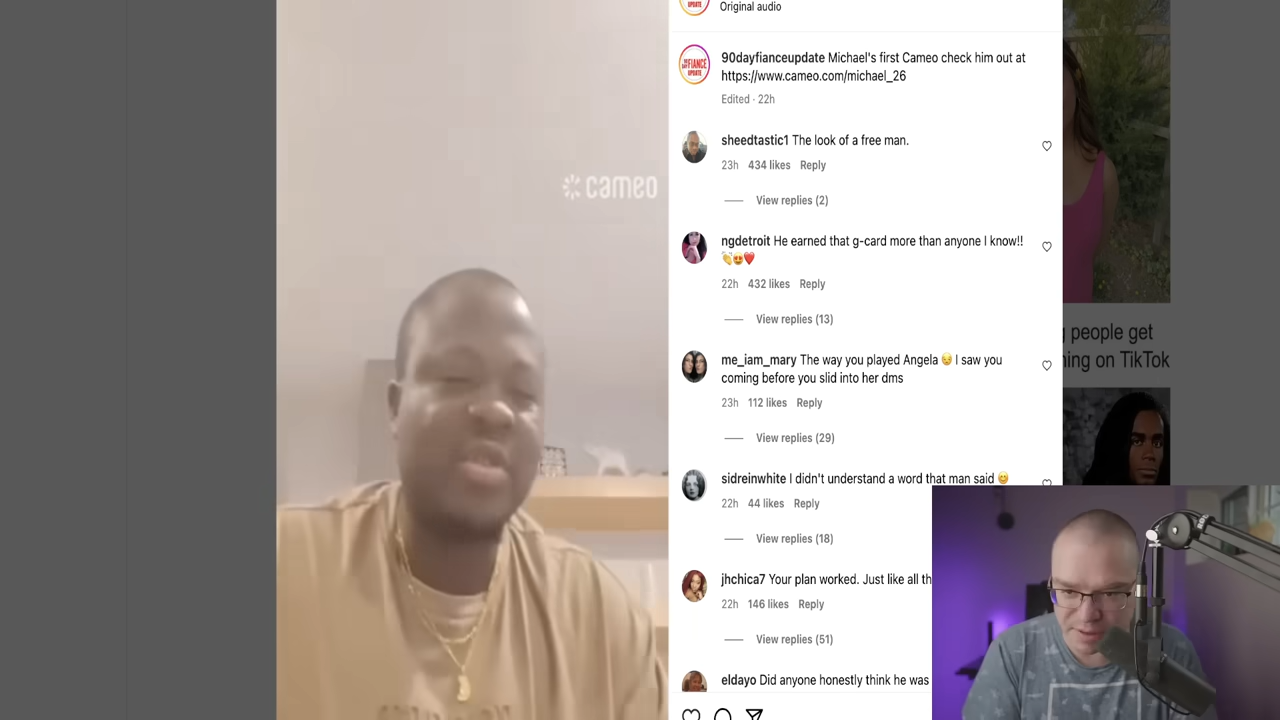 Original audio
90dayfianceupdate Michael's first Cameo check him out at
https://www.cameo.com/michael_26
Edited · 22h
sheedtastic1 The look of a free man.
23h 434 likes Reply
View replies (2)
cameo
ngdetroit He earned that g-card more than anyone I know!!
👏😍❤️
22h 432 likes Reply
View replies (13)
me_iam_mary The way you played Angela 😒 I saw you
coming before you slid into her dms
23h 112 likes Reply
View replies (29)
sidreinwhite I didn't understand a word that man said 😊
22h 44 likes Reply
View replies (18)
jhchica7 Your plan worked. Just like all th
22h 146 likes Reply
View replies (51)
eldayo Did anyone honestly think he was
people get
ing on TikTok